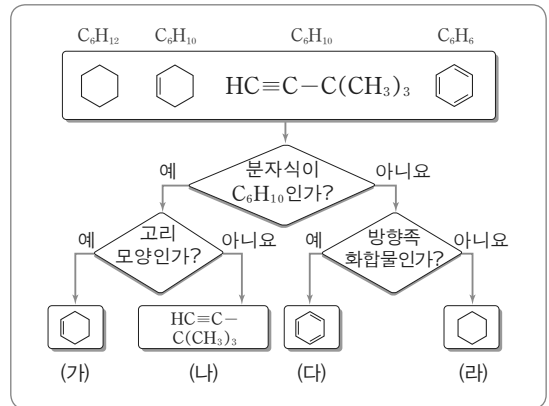 C₆H₁₂ C₆H₁₀ C₆H₁₀ C₆H₆
HC≡C−C(CH₃)₃
분자식이
C₆H₁₀인가?
예 아니요
고리
모양인가?
예 아니요
방향족
화합물인가?
예 아니요
HC≡C−
C(CH₃)₃
(가) (나) (다) (라)